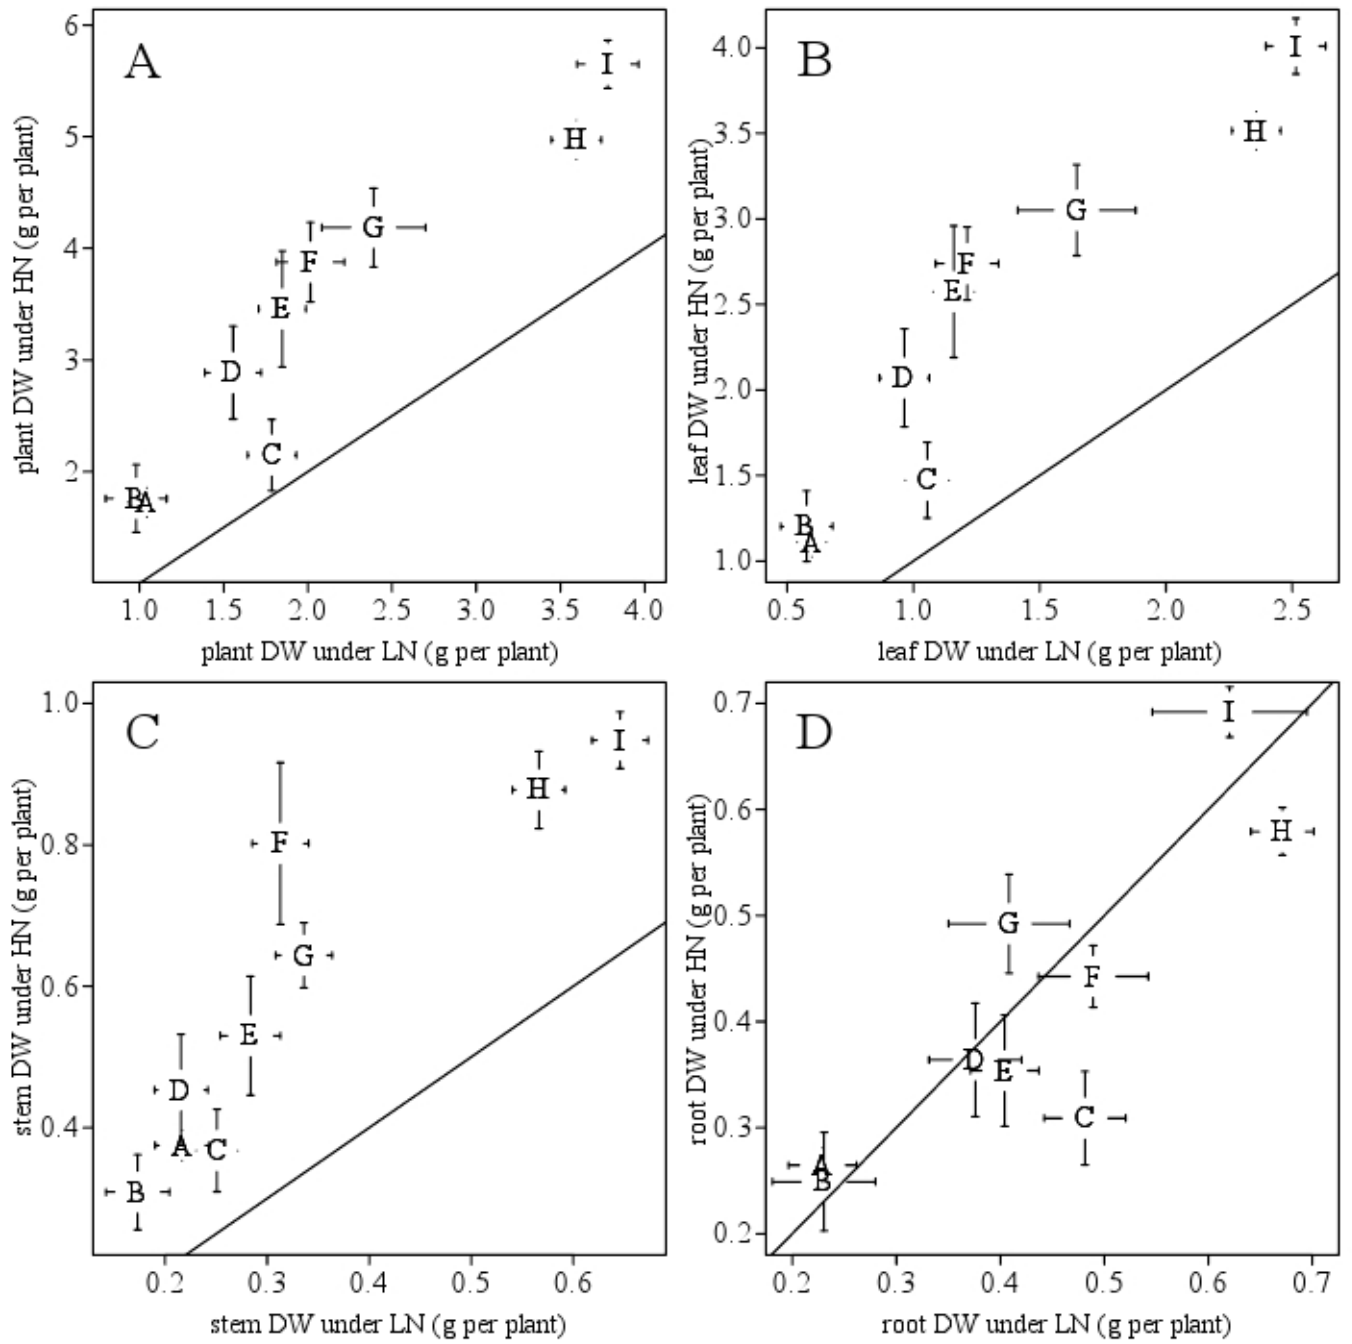 A
plant DW under HN (g per plant)
6
5
4
3
2
I
H
G
F
E
D
C
B
A
1.0 1.5 2.0 2.5 3.0 3.5 4.0
plant DW under LN (g per plant)
B
leaf DW under HN (g per plant)
4.0
3.5
3.0
2.5
2.0
1.5
1.0
I
H
G
F
E
D
C
B
A
0.5 1.0 1.5 2.0 2.5
leaf DW under LN (g per plant)
C
stem DW under HN (g per plant)
1.0
0.8
0.6
0.4
I
H
F
G
E
D
A
C
B
0.2 0.3 0.4 0.5 0.6
stem DW under LN (g per plant)
D
root DW under HN (g per plant)
0.7
0.6
0.5
0.4
0.3
0.2
I
H
G
F
D
E
C
A
B
0.2 0.3 0.4 0.5 0.6 0.7
root DW under LN (g per plant)